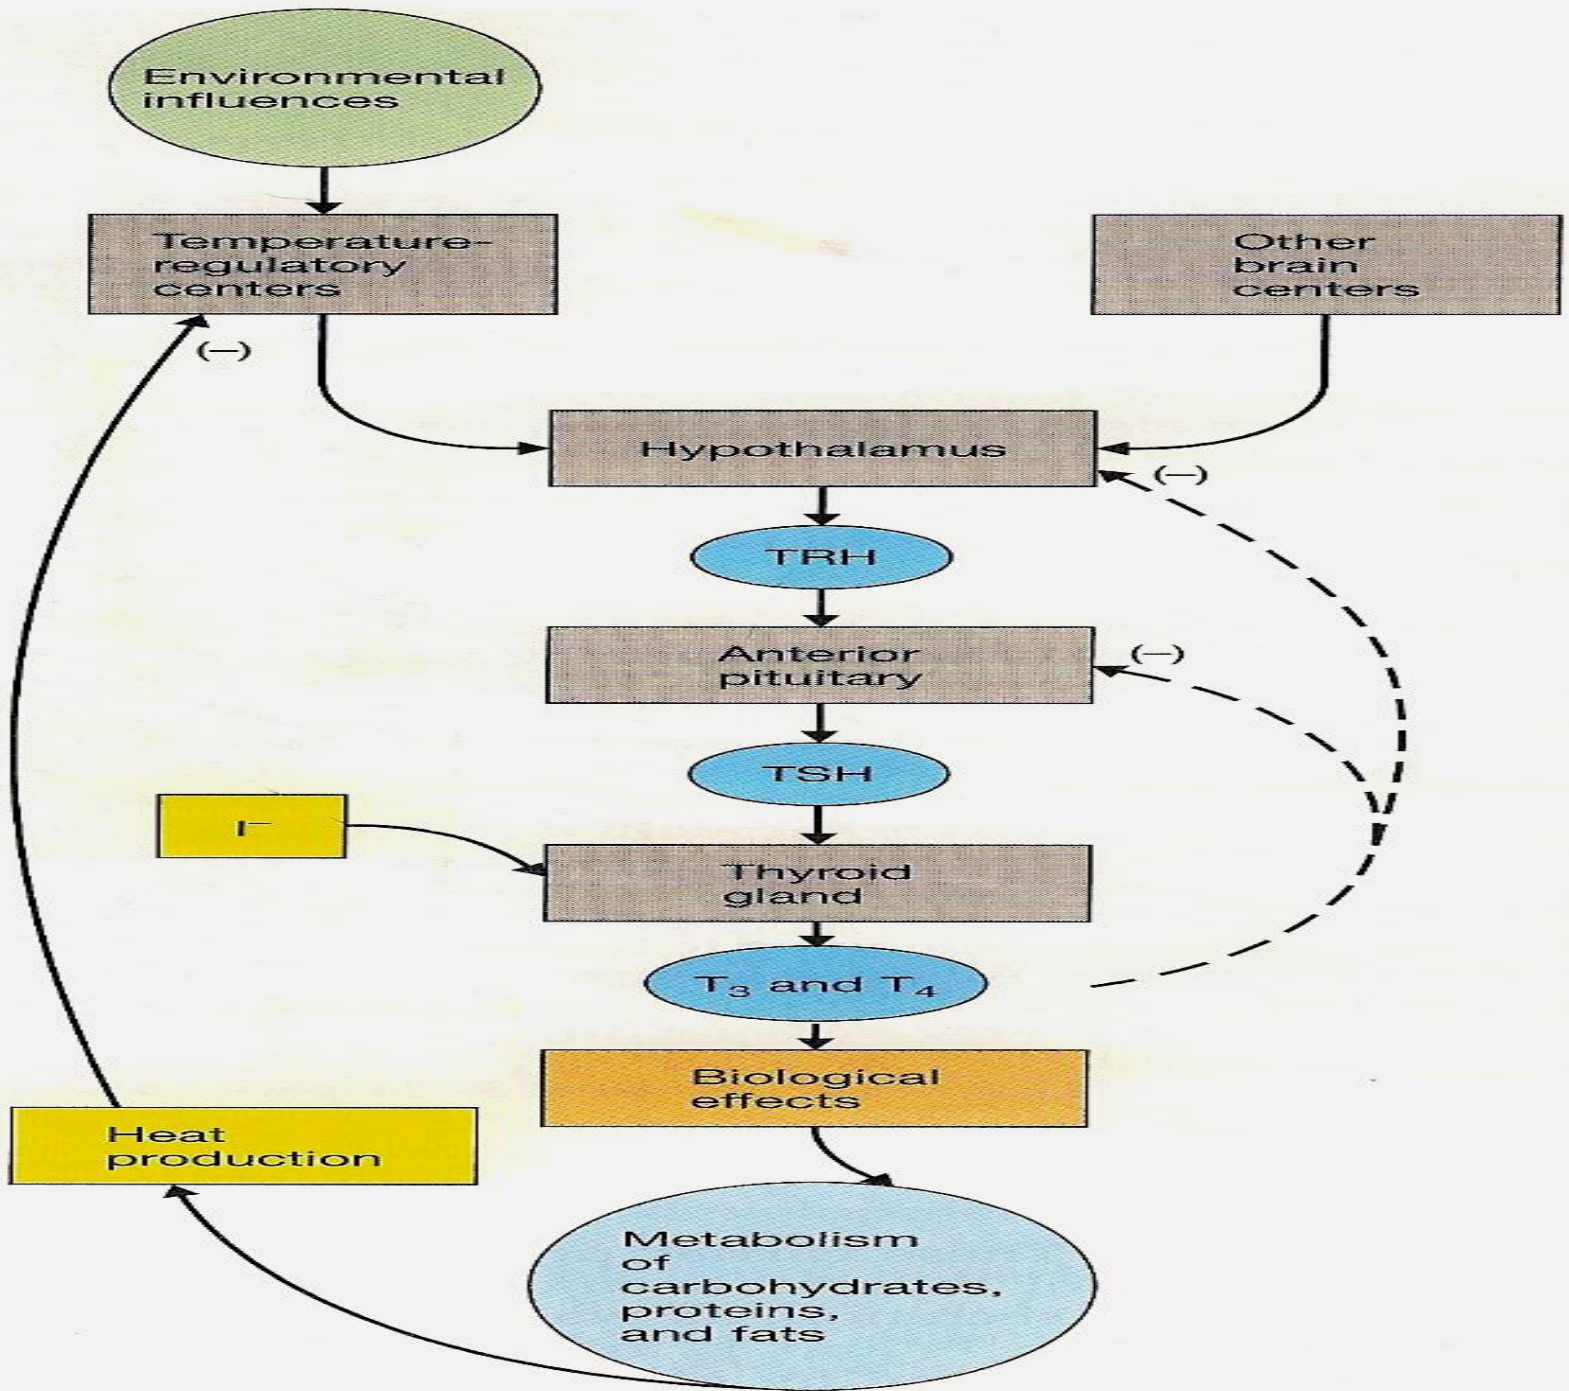 Environmental
influences
Temperature-
regulatory
centers
Other
brain
centers
(−)
Hypothalamus
(−)
TRH
Anterior
pituitary
(−)
TSH
I⁻
Thyroid
gland
T₃ and T₄
Biological
effects
Heat
production
Metabolism
of
carbohydrates,
proteins,
and fats